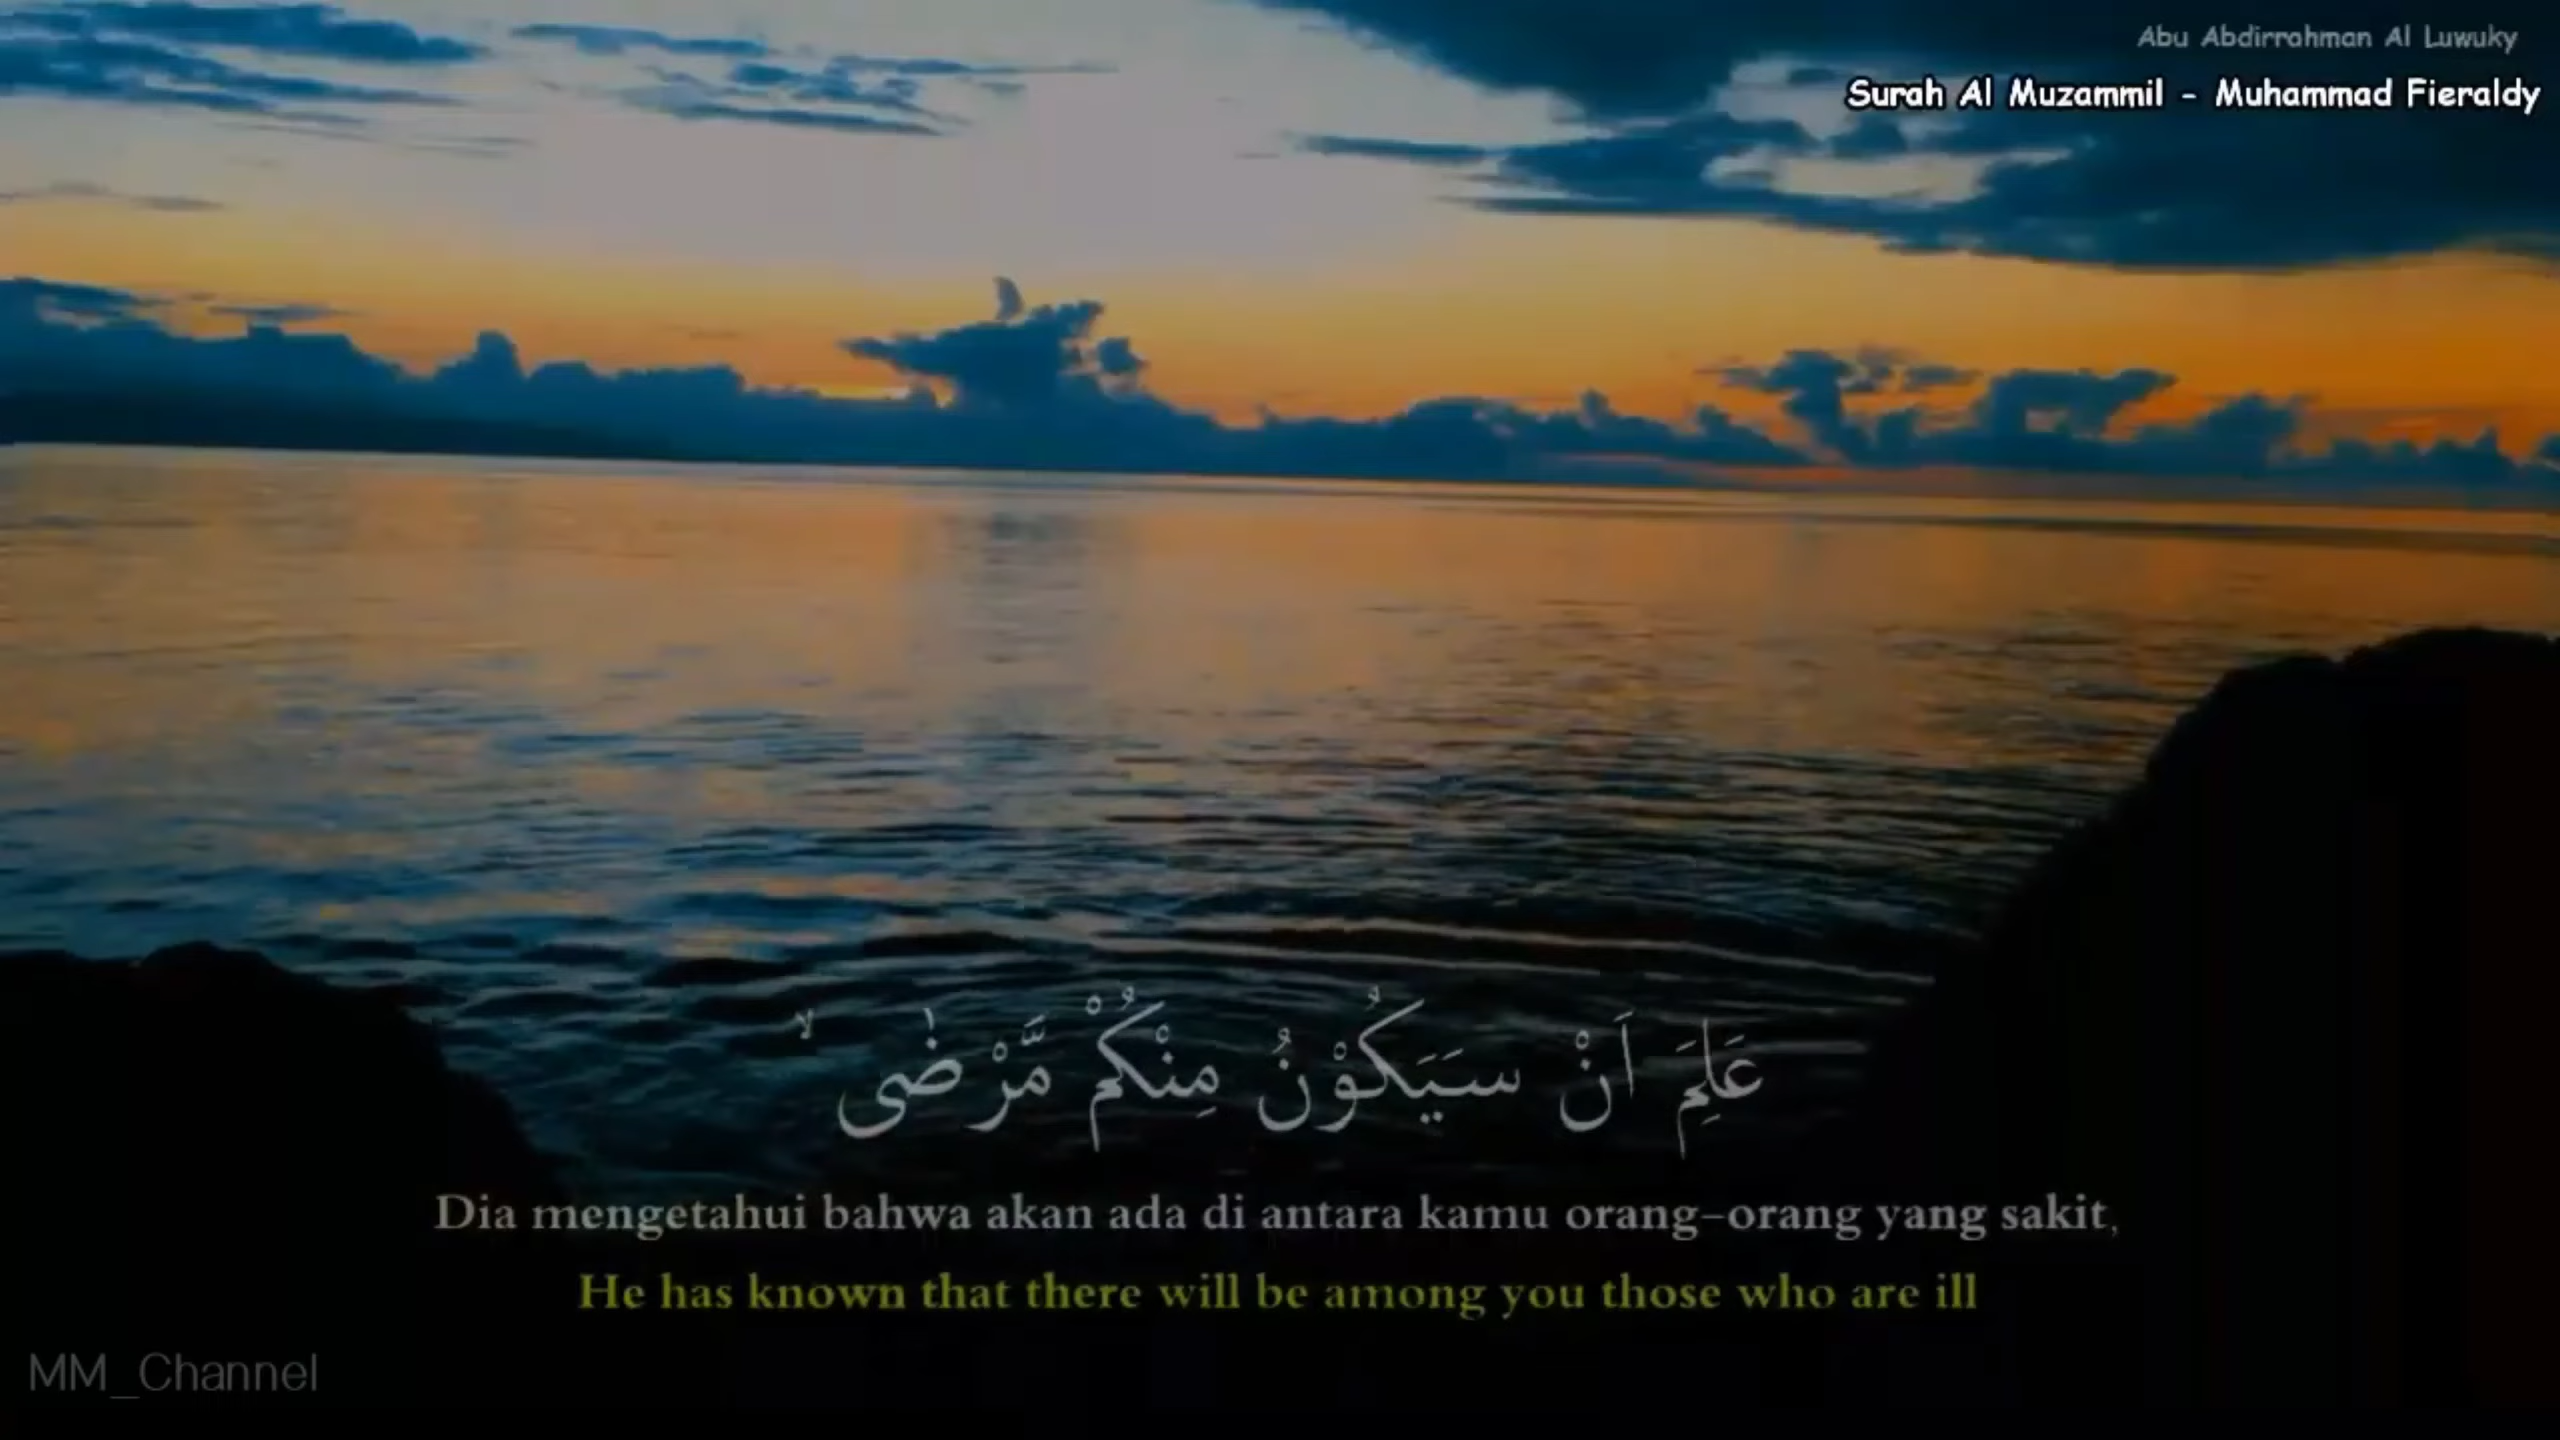 Abu Abdirrahman Al Luwuky
Surah Al Muzammil - Muhammad Fieraldy
عَلِمَ اَنْ سَيَكُوْنُ مِنْكُمْ مَّرْضٰىۙ
Dia mengetahui bahwa akan ada di antara kamu orang-orang yang sakit,
He has known that there will be among you those who are ill
MM_Channel